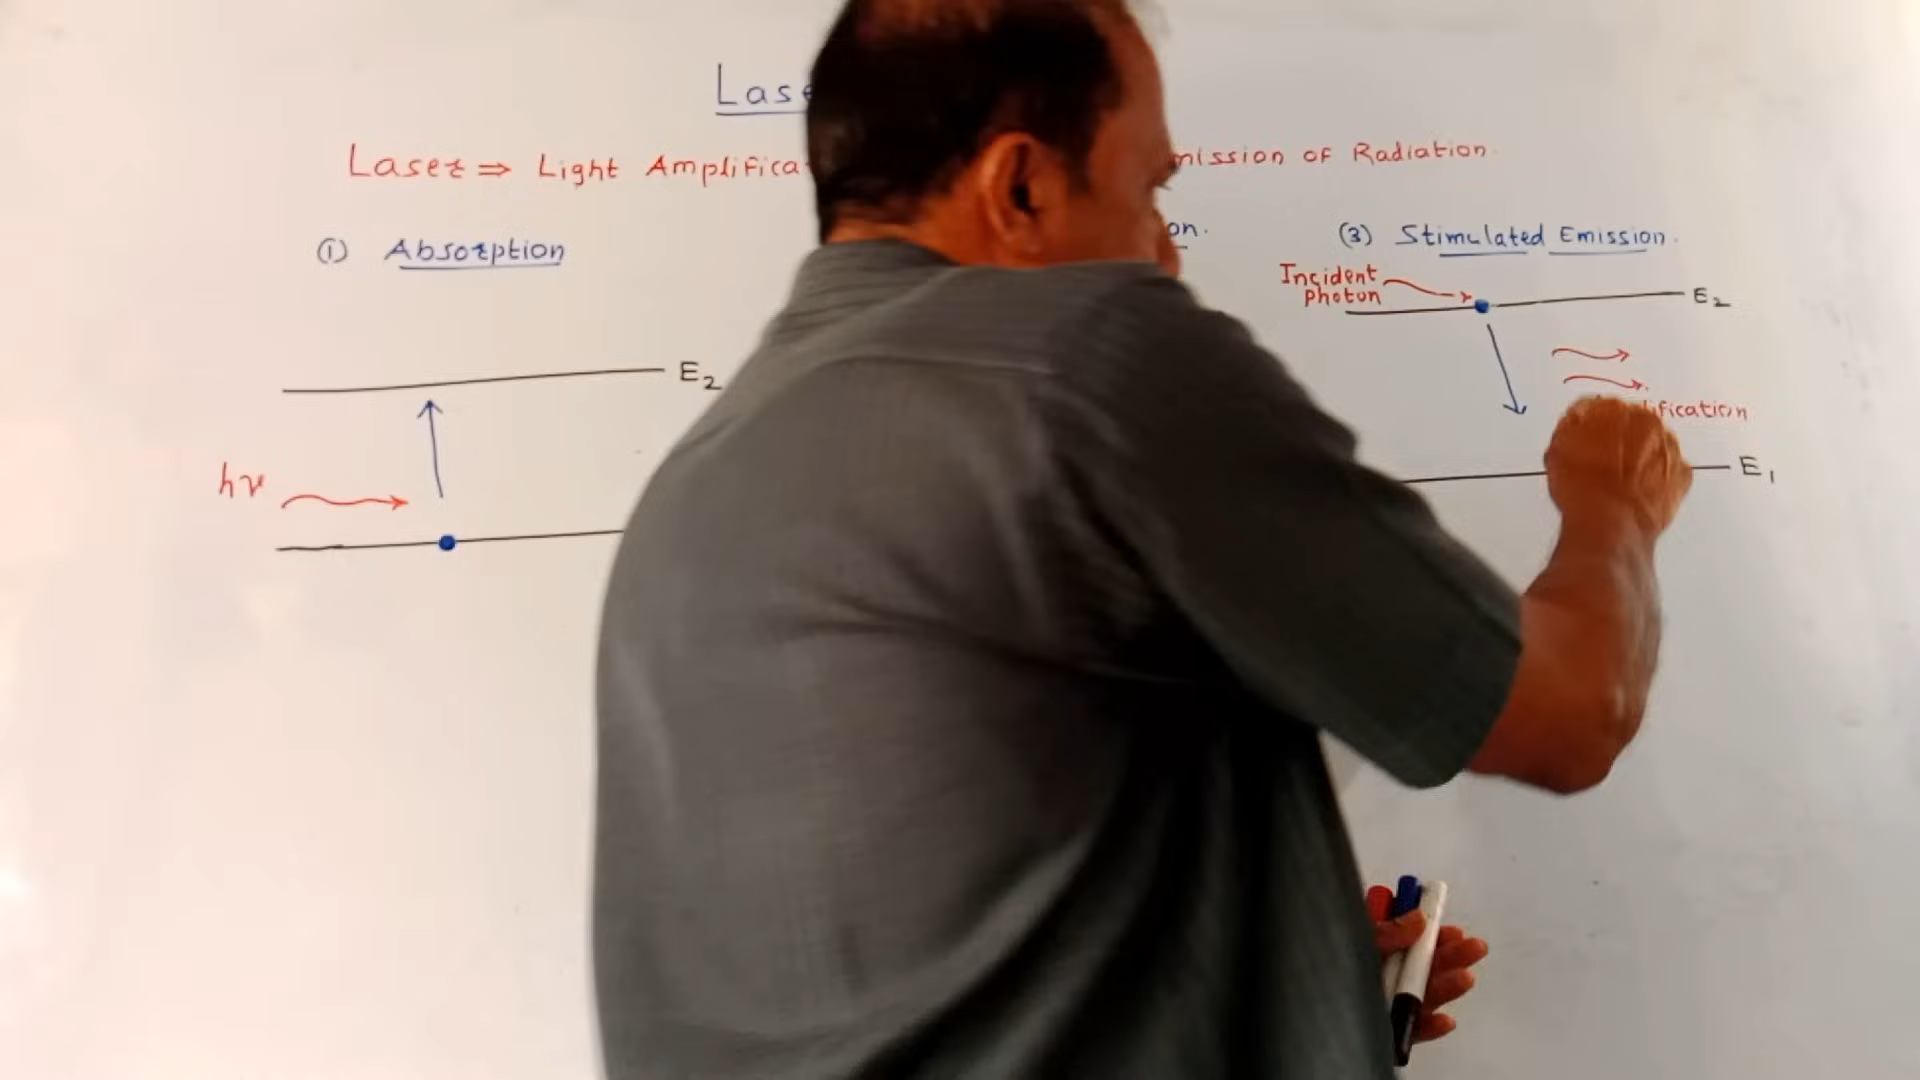 Lase
Laser ⇒ Light Amplifica mission of Radiation.
(1) Absorption
on.
(3) Stimulated Emission.
Incident
Photon
E2
E2
hν
ification
E1